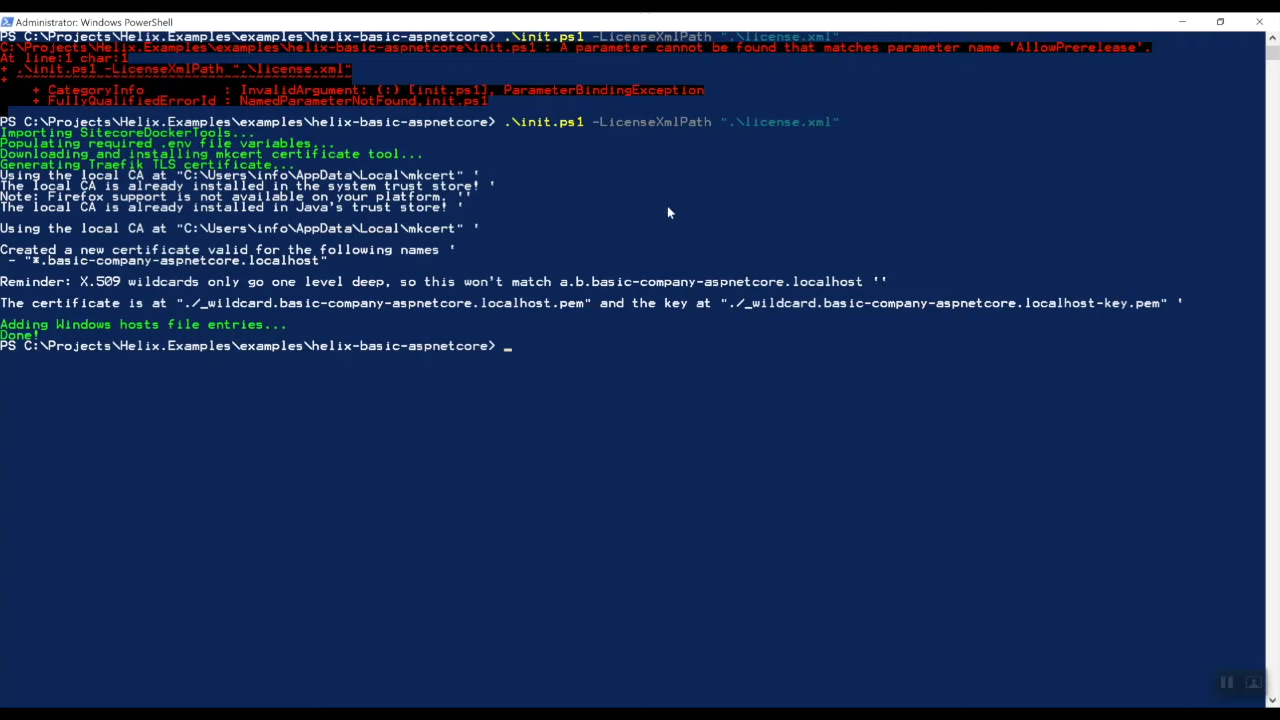 Administrator: Windows PowerShell
PS C:\Projects\Helix.Examples\examples\helix-basic-aspnetcore> .\init.ps1 -LicenseXmlPath ".\license.xml"
C:\Projects\Helix.Examples\examples\helix-basic-aspnetcore\init.ps1 : A parameter cannot be found that matches parameter name 'AllowPrerelease'.
At line:1 char:1
+ .\init.ps1 -LicenseXmlPath ".\license.xml"
+ ~~~~~~~~~~~~~~~~~~~~~~~~~~~~~~~~~~~~~~~~~~
+ CategoryInfo : InvalidArgument: (:) [init.ps1], ParameterBindingException
+ FullyQualifiedErrorId : NamedParameterNotFound,init.ps1
PS C:\Projects\Helix.Examples\examples\helix-basic-aspnetcore> .\init.ps1 -LicenseXmlPath ".\license.xml"
Importing SitecoreDockerTools...
Populating required .env file variables...
Downloading and installing mkcert certificate tool...
Generating Traefik TLS certificate...
Using the local CA at "C:\Users\info\AppData\Local\mkcert" '
The local CA is already installed in the system trust store! '
Note: Firefox support is not available on your platform. ''
The local CA is already installed in Java's trust store! '
Using the local CA at "C:\Users\info\AppData\Local\mkcert" '
Created a new certificate valid for the following names '
- "*.basic-company-aspnetcore.localhost"
Reminder: X.509 wildcards only go one level deep, so this won't match a.b.basic-company-aspnetcore.localhost ''
The certificate is at "./_wildcard.basic-company-aspnetcore.localhost.pem" and the key at "./_wildcard.basic-company-aspnetcore.localhost-key.pem" '
Adding Windows hosts file entries...
Done!
PS C:\Projects\Helix.Examples\examples\helix-basic-aspnetcore> _